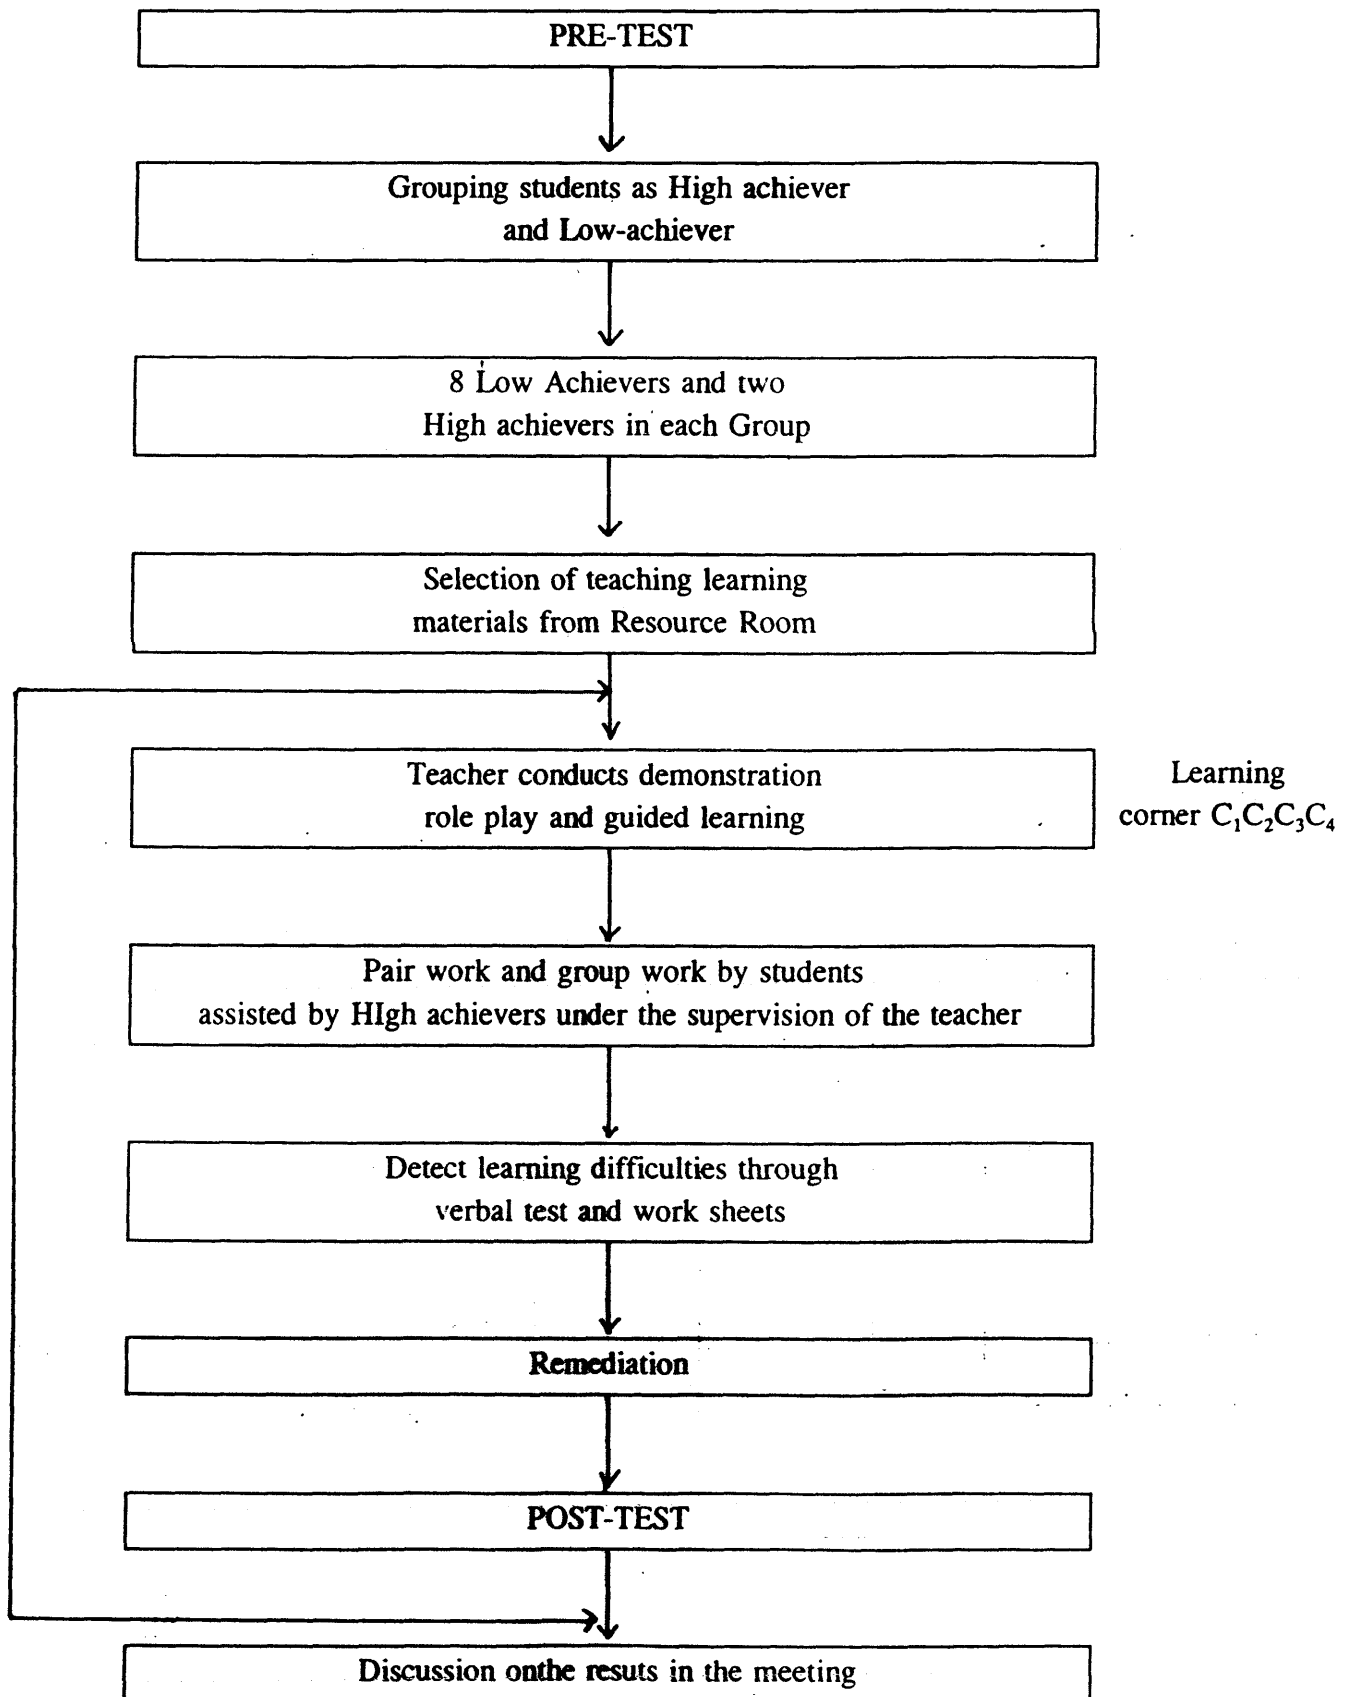 PRE-TEST
Grouping students as High achiever
and Low-achiever
8 Low Achievers and two
High achievers in each Group
Selection of teaching learning
materials from Resource Room
Teacher conducts demonstration
role play and guided learning
Learning
corner C₁C₂C₃C₄
Pair work and group work by students
assisted by HIgh achievers under the supervision of the teacher
Detect learning difficulties through
verbal test and work sheets
Remediation
POST-TEST
Discussion onthe resuts in the meeting